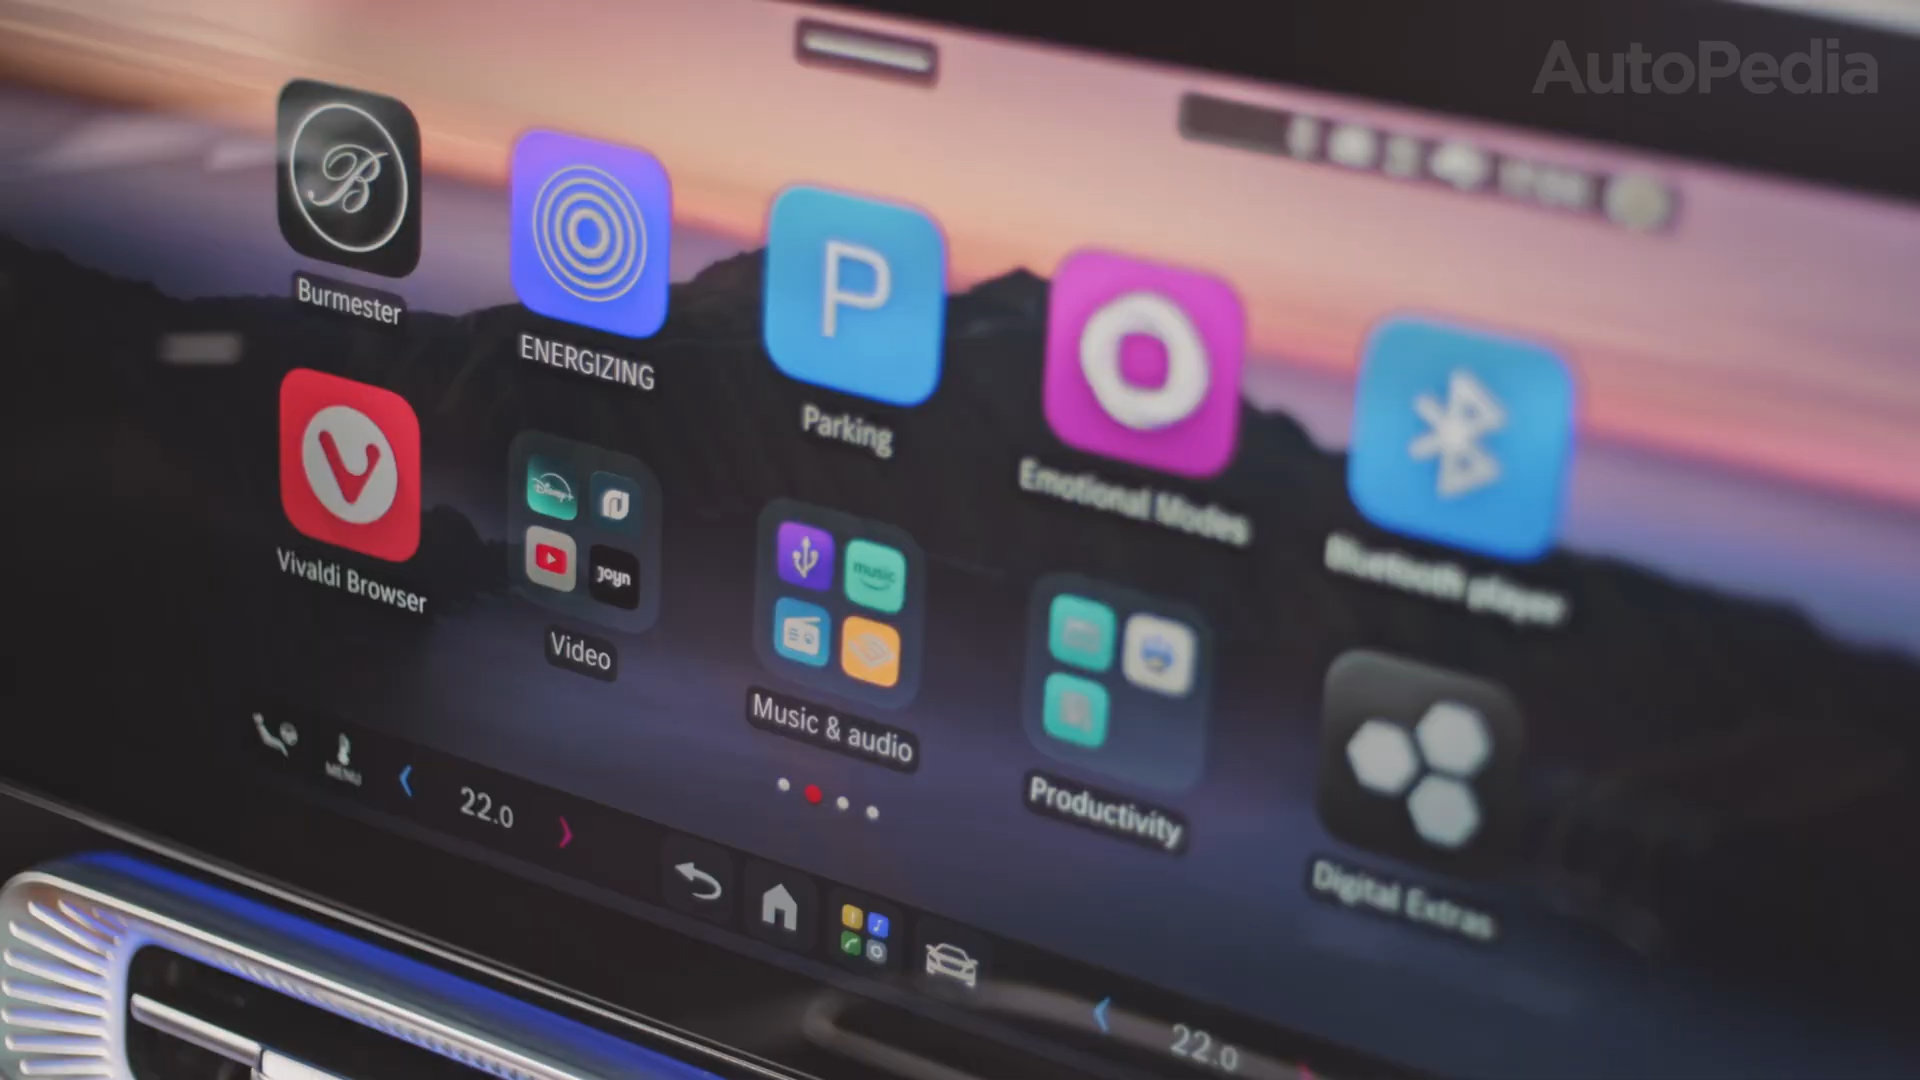 AutoPedia
B
Burmester
ENERGIZING
P
Parking
Emotional Modes
Bluetooth player
Vivaldi Browser
Disney+
joyn
Video
music
Music & audio
Productivity
Digital Extras
MENU
22.0
22.0